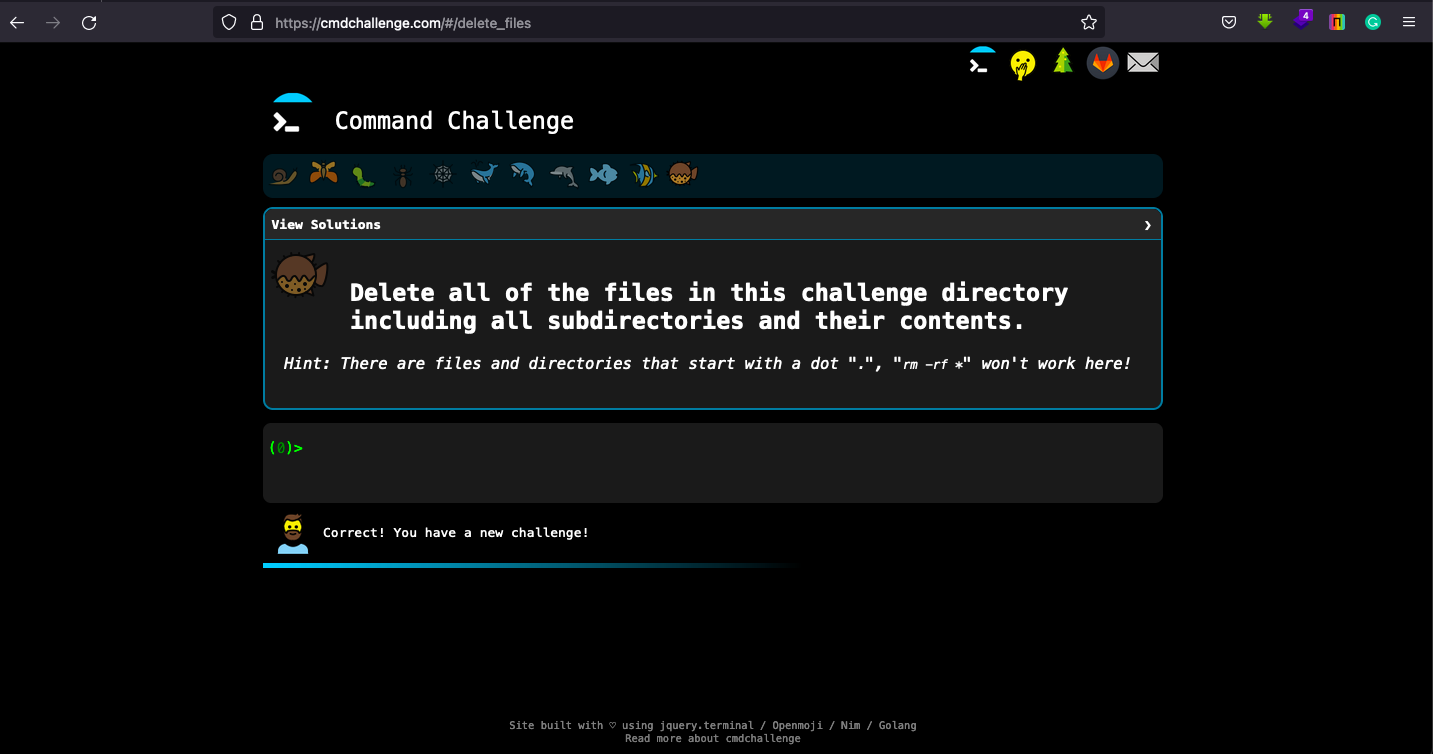 https://cmdchallenge.com/#/delete_files
4
Command Challenge
View Solutions
Delete all of the files in this challenge directory
including all subdirectories and their contents.
Hint: There are files and directories that start with a dot ".", "rm -rf *" won't work here!
(0)>
Correct! You have a new challenge!
Site built with ♡ using jquery.terminal / Openmoji / Nim / Golang
Read more about cmdchallenge